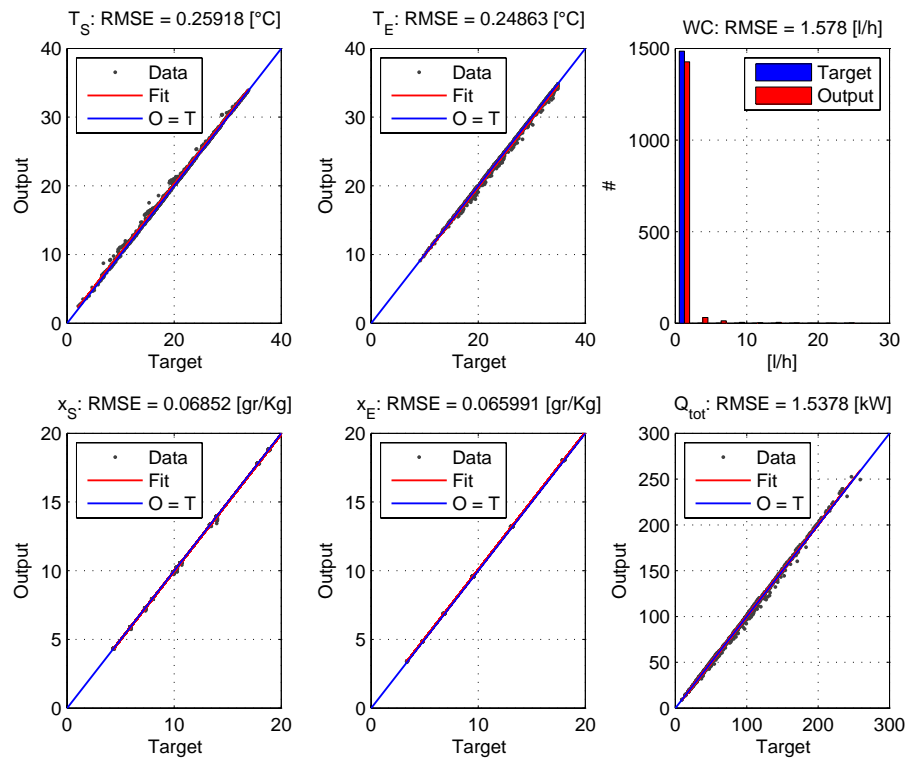 T_S: RMSE = 0.25918 [°C]
40
30
20
10
0
0 20 40
Output
Target
Data
Fit
O = T
T_E: RMSE = 0.24863 [°C]
40
30
20
10
0
0 20 40
Output
Target
Data
Fit
O = T
WC: RMSE = 1.578 [l/h]
1500
1000
500
0
0 10 20 30
#
[l/h]
Target
Output
x_S: RMSE = 0.06852 [gr/Kg]
20
15
10
5
0
0 10 20
Output
Target
Data
Fit
O = T
x_E: RMSE = 0.065991 [gr/Kg]
20
15
10
5
0
0 10 20
Output
Target
Data
Fit
O = T
Q_tot: RMSE = 1.5378 [kW]
300
250
200
150
100
50
0
0 100 200 300
Output
Target
Data
Fit
O = T